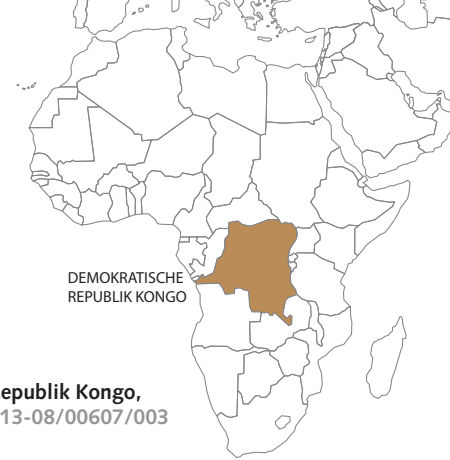 DEMOKRATISCHE
REPUBLIK KONGO
epublik Kongo,
13-08/00607/003